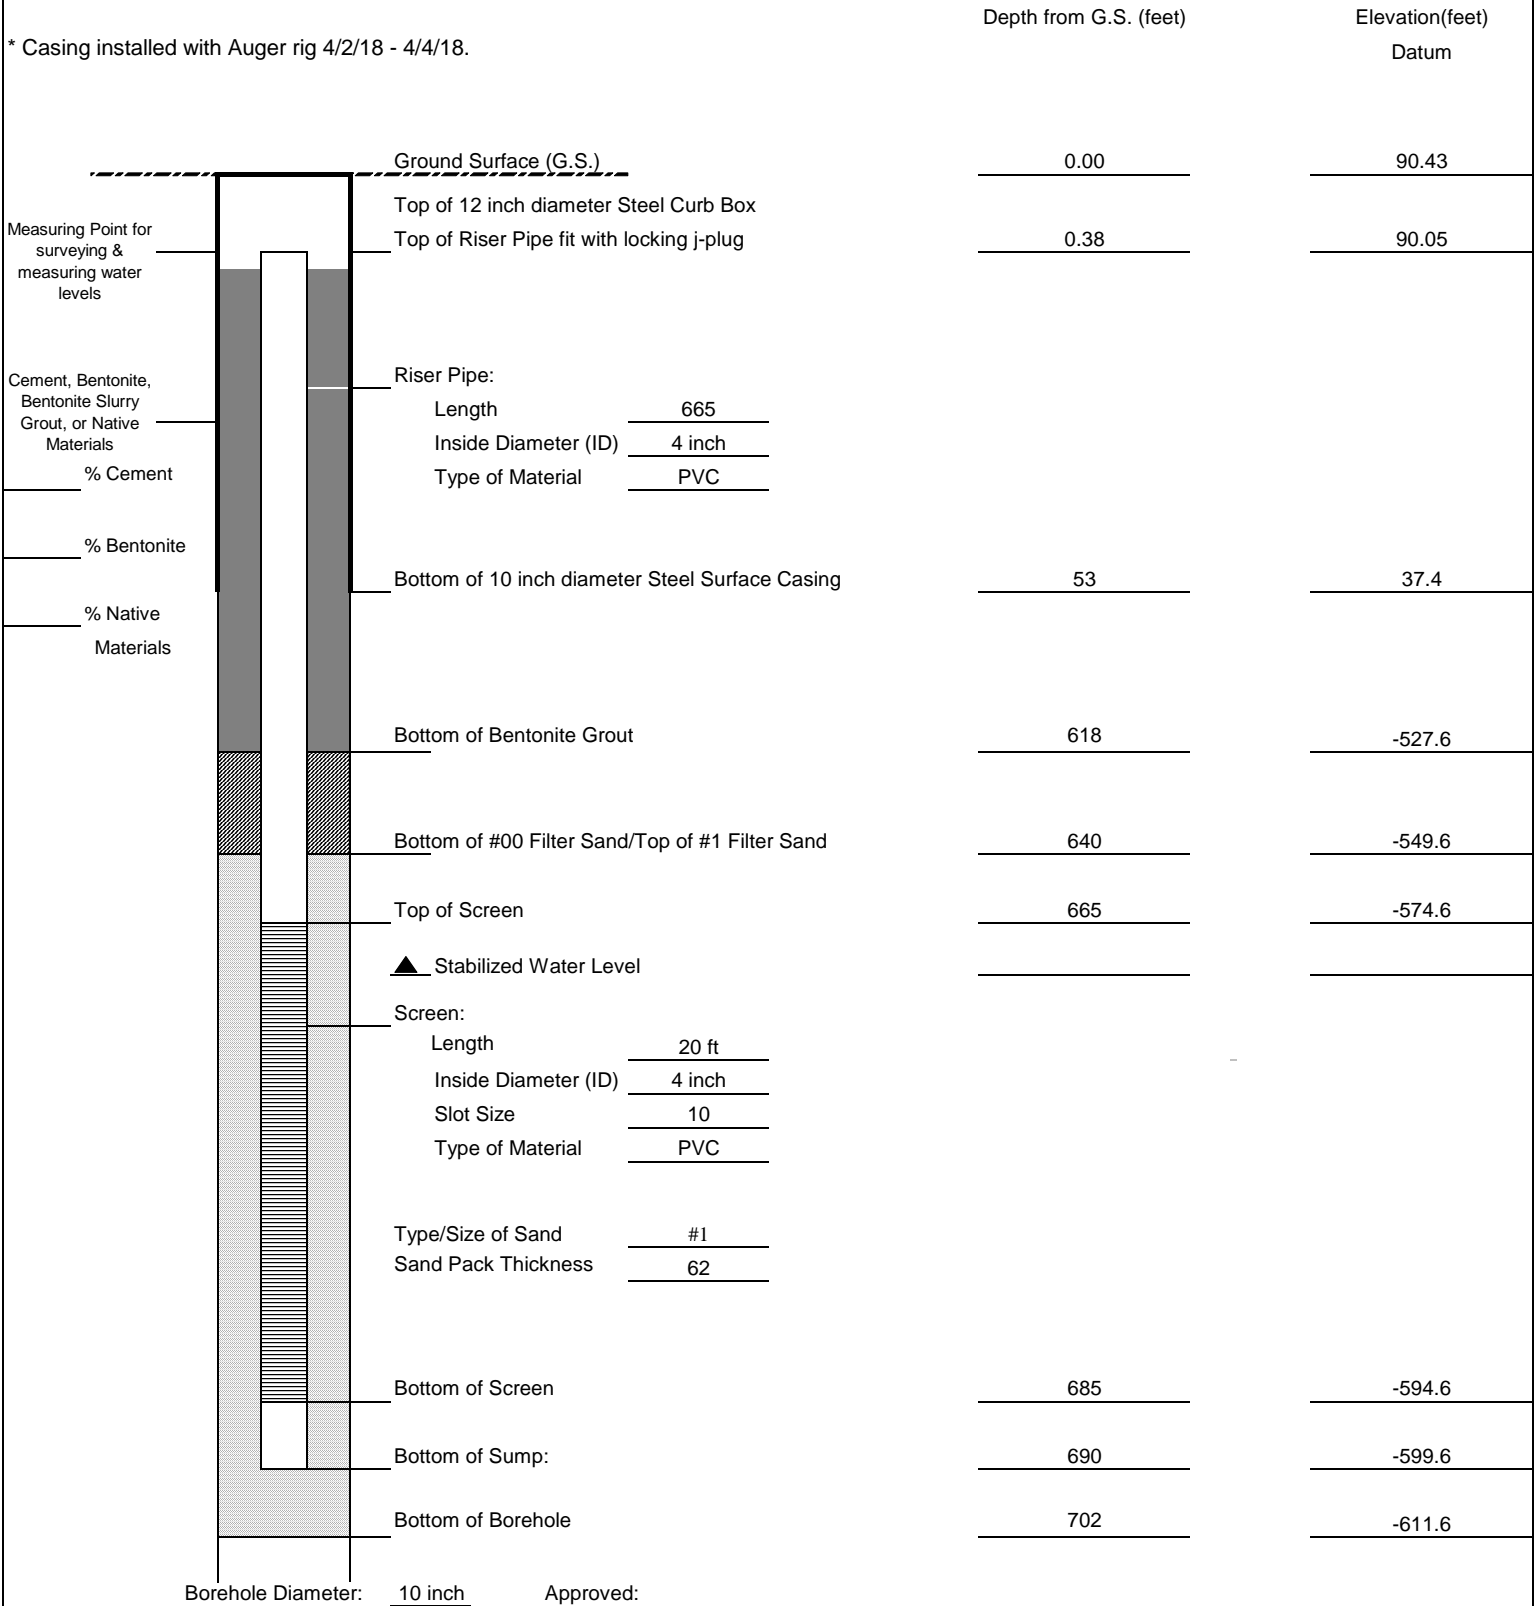 Depth from G.S. (feet) Elevation(feet)
* Casing installed with Auger rig 4/2/18 - 4/4/18. Datum
Ground Surface (G.S.) 0.00 90.43
Top of 12 inch diameter Steel Curb Box
Measuring Point for
surveying &
measuring water
levels
Top of Riser Pipe fit with locking j-plug 0.38 90.05
Cement, Bentonite,
Bentonite Slurry
Grout, or Native
Materials
Riser Pipe:
Length 665
Inside Diameter (ID) 4 inch
Type of Material PVC
% Cement
% Bentonite
Bottom of 10 inch diameter Steel Surface Casing 53 37.4
% Native
Materials
Bottom of Bentonite Grout 618 -527.6
Bottom of #00 Filter Sand/Top of #1 Filter Sand 640 -549.6
Top of Screen 665 -574.6
Stabilized Water Level
Screen:
Length 20 ft
Inside Diameter (ID) 4 inch
Slot Size 10
Type of Material PVC
Type/Size of Sand #1
Sand Pack Thickness 62
Bottom of Screen 685 -594.6
Bottom of Sump: 690 -599.6
Bottom of Borehole 702 -611.6
Borehole Diameter: 10 inch Approved: